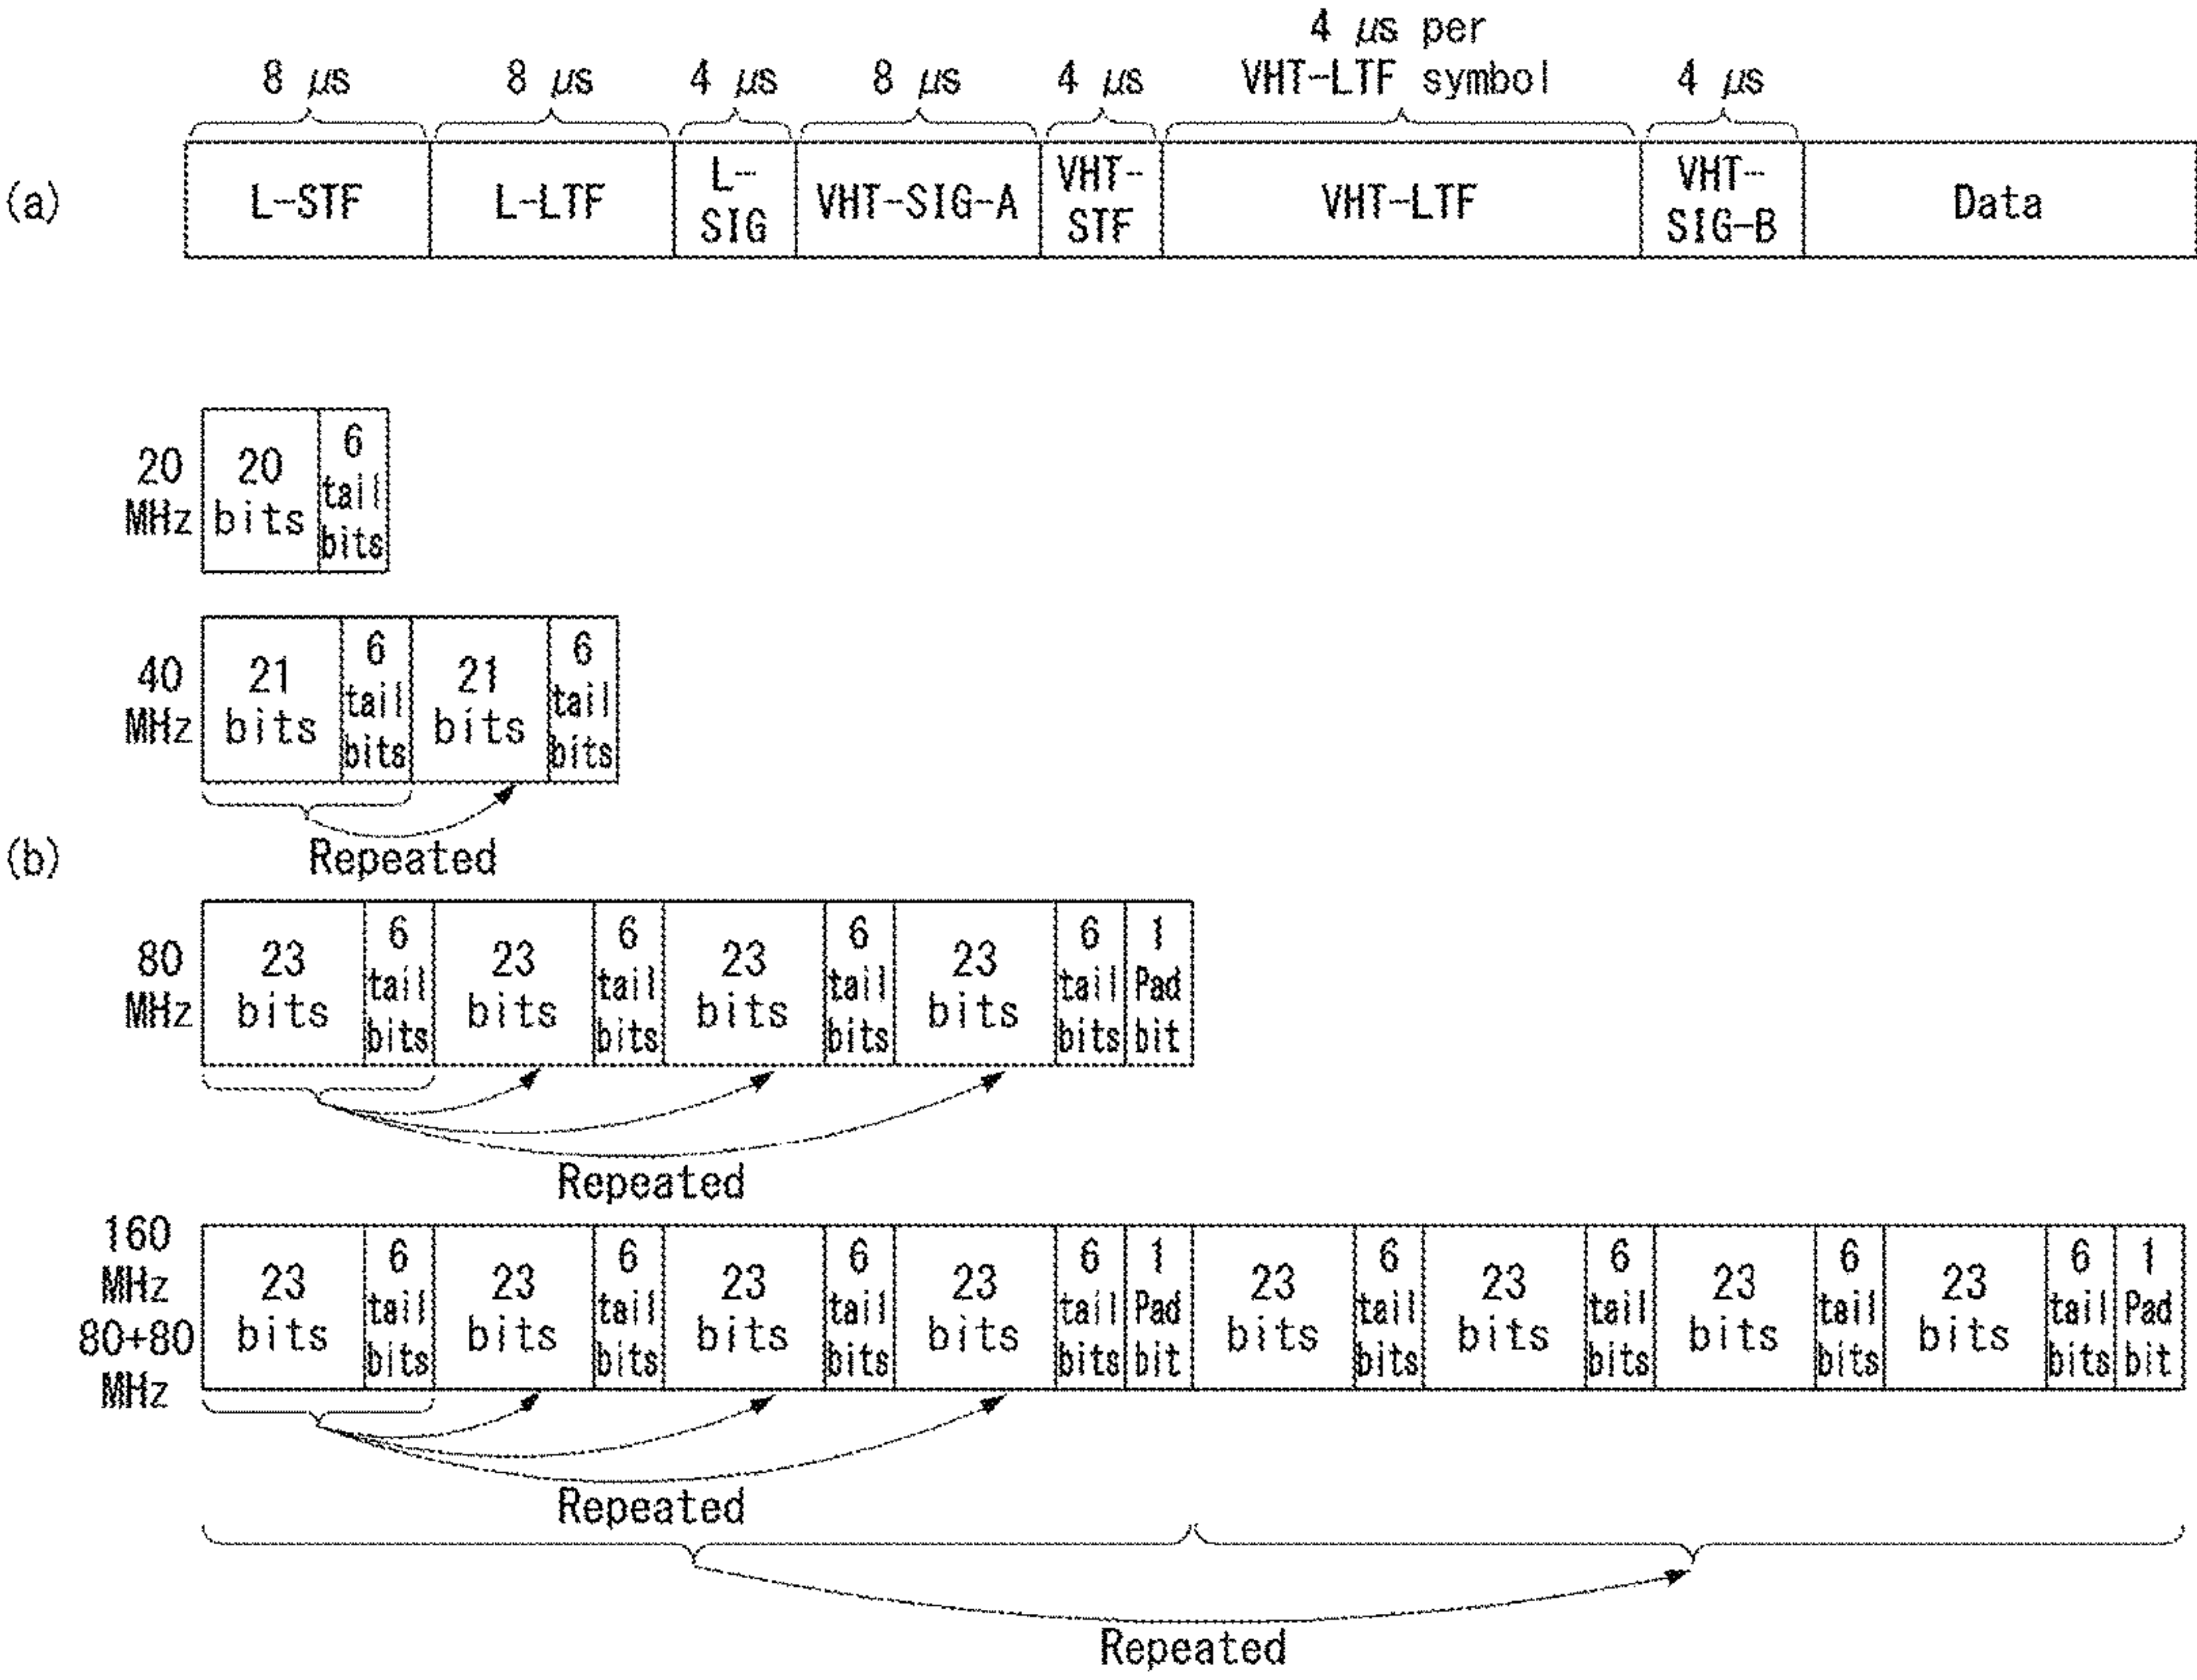 4 μs per
8 μs 8 μs 4 μs 8 μs 4 μs VHT-LTF symbol 4 μs
(a) L-STF L-LTF L-SIG VHT-SIG-A VHT-STF VHT-LTF VHT-SIG-B Data
20 MHz 20 bits 6 tail bits
40 MHz 21 bits 6 tail bits 21 bits 6 tail bits
Repeated
(b)
80 MHz 23 bits 6 tail bits 23 bits 6 tail bits 23 bits 6 tail bits 23 bits 6 tail bits 1 Pad bit
Repeated
160 MHz 80+80 MHz 23 bits 6 tail bits 23 bits 6 tail bits 23 bits 6 tail bits 23 bits 6 tail bits 1 Pad bit 23 bits 6 tail bits 23 bits 6 tail bits 23 bits 6 tail bits 23 bits 6 tail bits 1 Pad bit
Repeated
Repeated